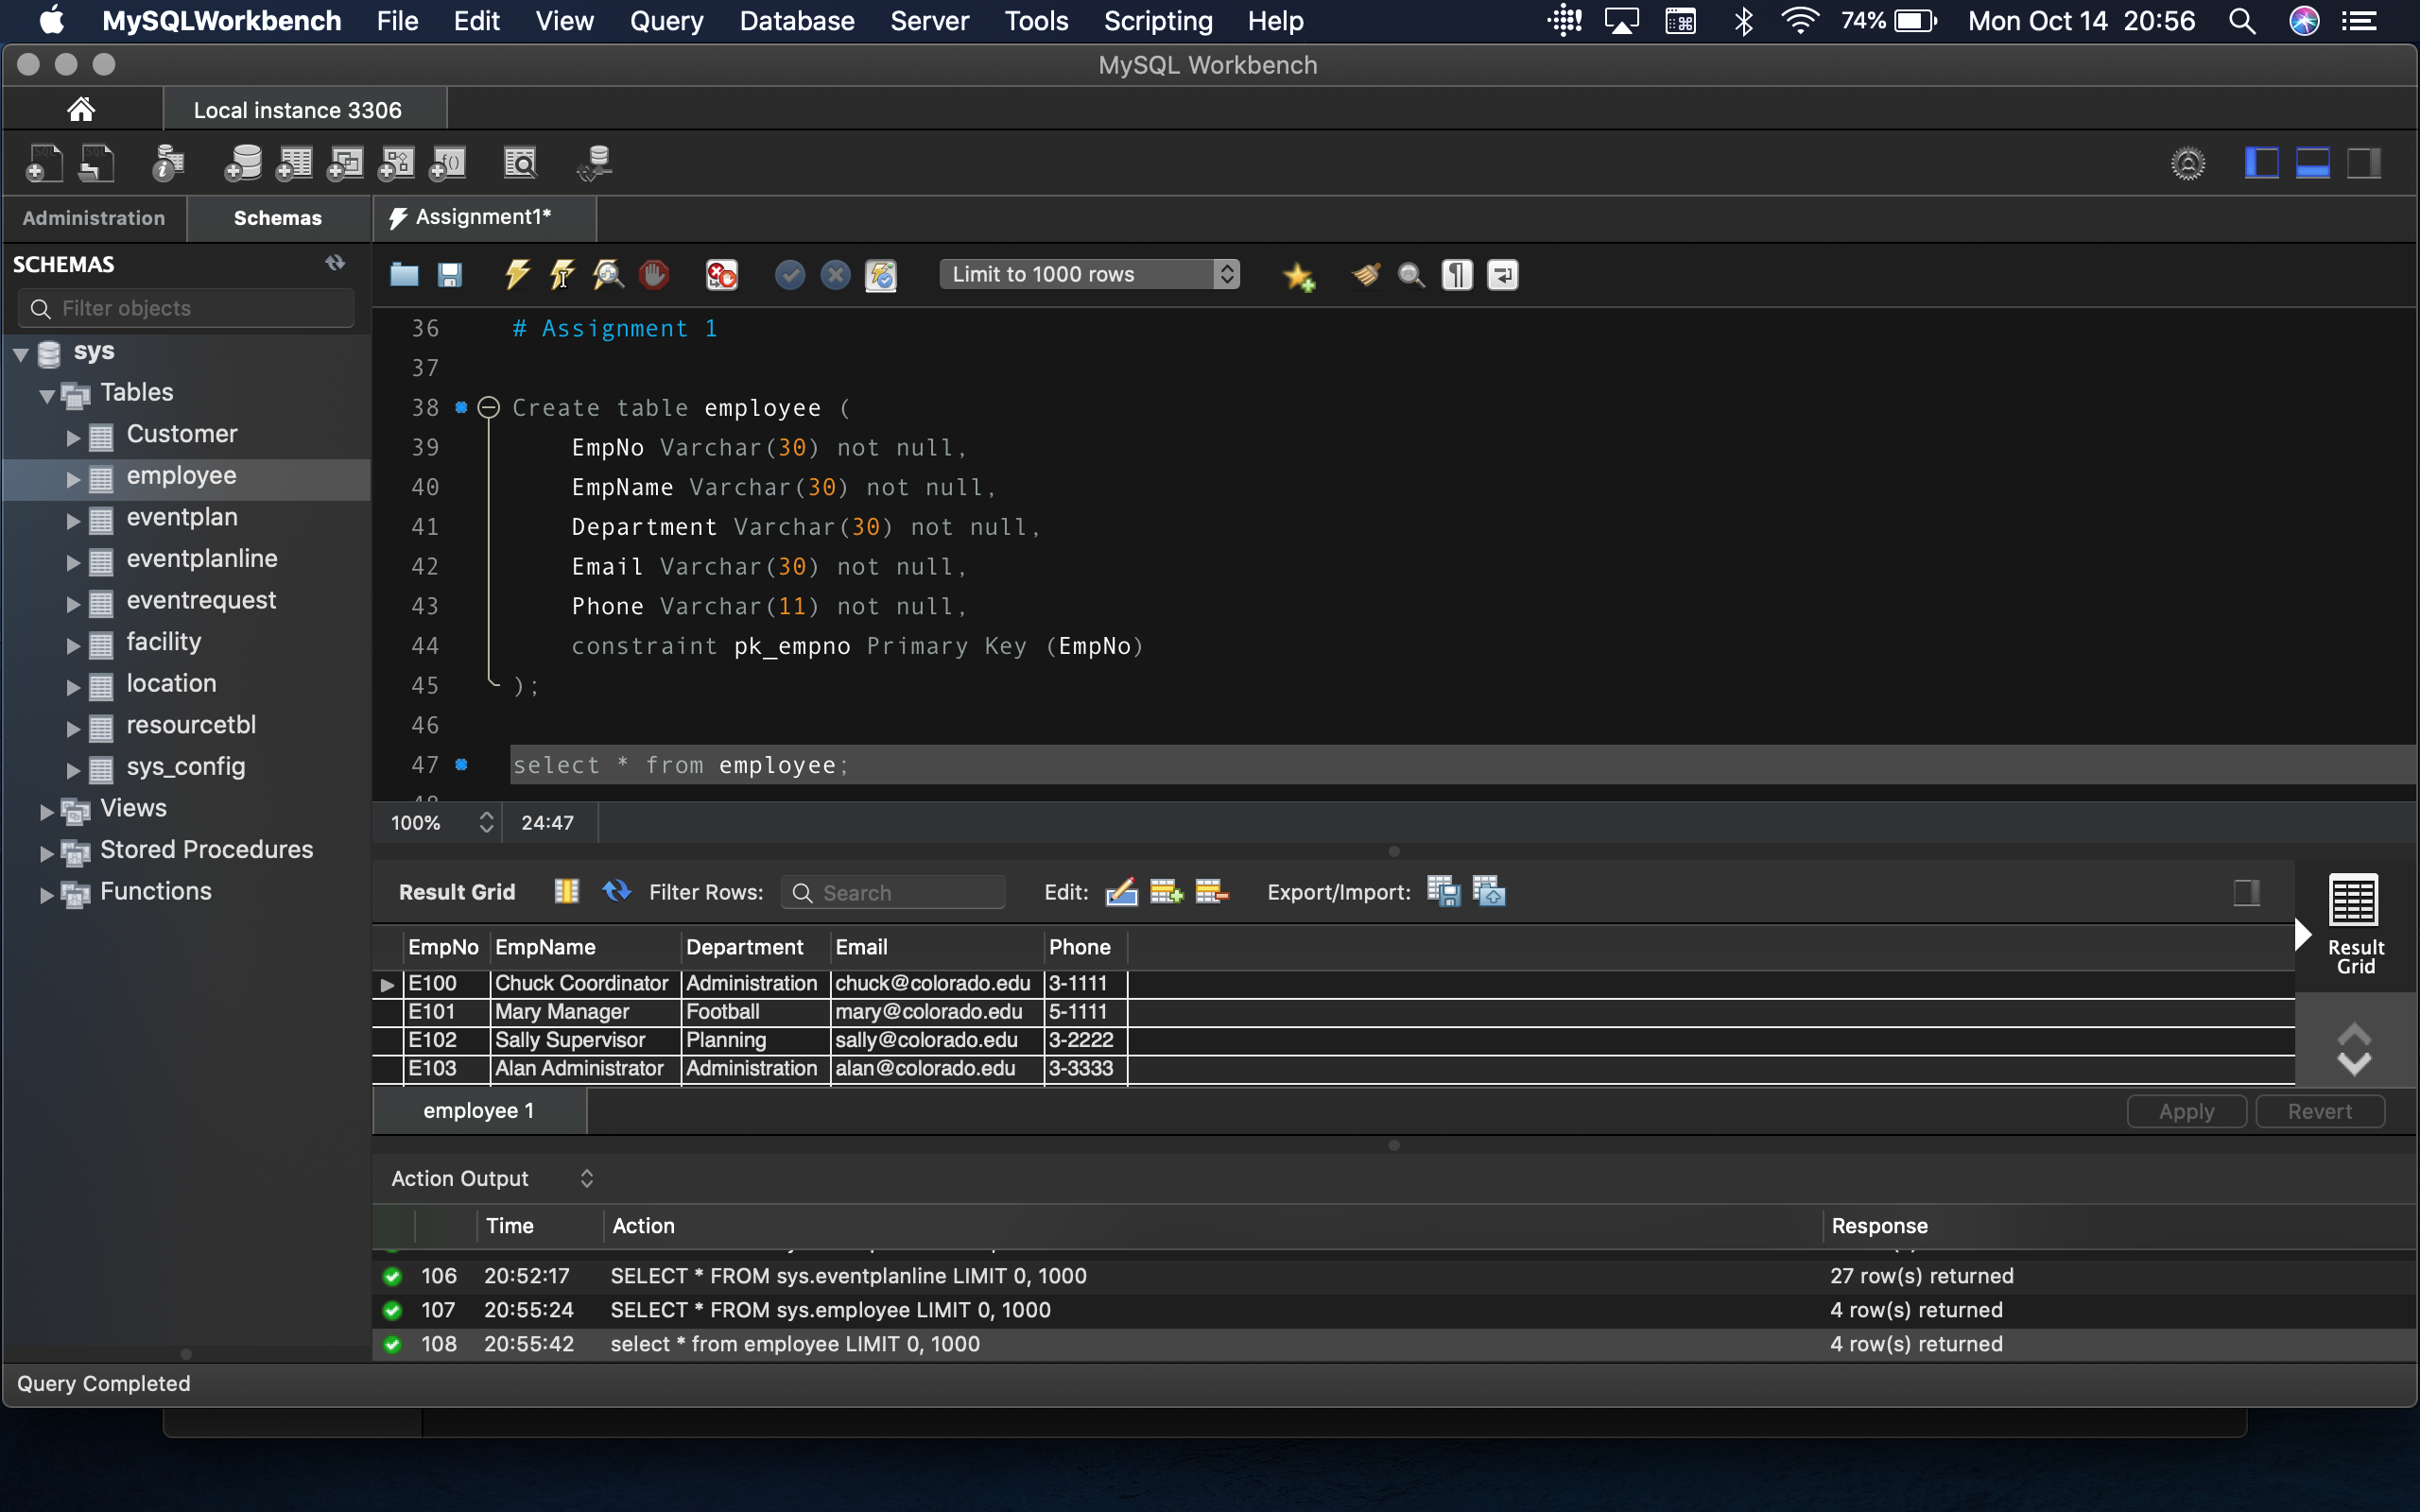 MySQLWorkbench File Edit View Query Database Server Tools Scripting Help 74% Mon Oct 14 20:56
MySQL Workbench
Local instance 3306
Administration Schemas Assignment1*
SCHEMAS
Filter objects
sys
Tables
Customer
employee
eventplan
eventplanline
eventrequest
facility
location
resourcetbl
sys_config
Views
Stored Procedures
Functions
Limit to 1000 rows
36 # Assignment 1
37
38 Create table employee (
39 EmpNo Varchar(30) not null,
40 EmpName Varchar(30) not null,
41 Department Varchar(30) not null,
42 Email Varchar(30) not null,
43 Phone Varchar(11) not null,
44 constraint pk_empno Primary Key (EmpNo)
45 );
46
47 select * from employee;
100% 24:47
Result Grid Filter Rows: Search Edit: Export/Import:
EmpNo EmpName Department Email Phone
E100 Chuck Coordinator Administration chuck@colorado.edu 3-1111
E101 Mary Manager Football mary@colorado.edu 5-1111
E102 Sally Supervisor Planning sally@colorado.edu 3-2222
E103 Alan Administrator Administration alan@colorado.edu 3-3333
Result
Grid
employee 1 Apply Revert
Action Output
Time Action Response
106 20:52:17 SELECT * FROM sys.eventplanline LIMIT 0, 1000 27 row(s) returned
107 20:55:24 SELECT * FROM sys.employee LIMIT 0, 1000 4 row(s) returned
108 20:55:42 select * from employee LIMIT 0, 1000 4 row(s) returned
Query Completed